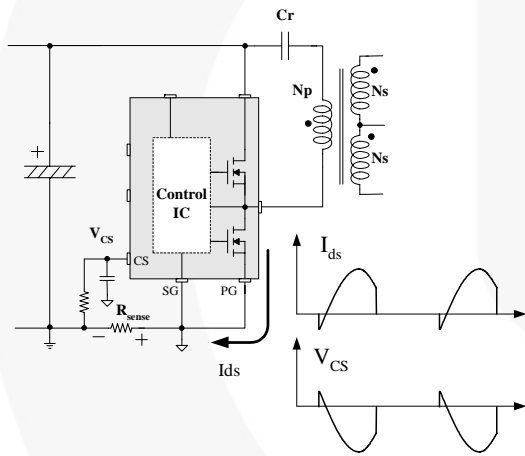 Cr
Np
Ns
Ns
Control
IC
VCS
CS
SG
PG
Rsense
Ids
Ids
VCS
+
−
+